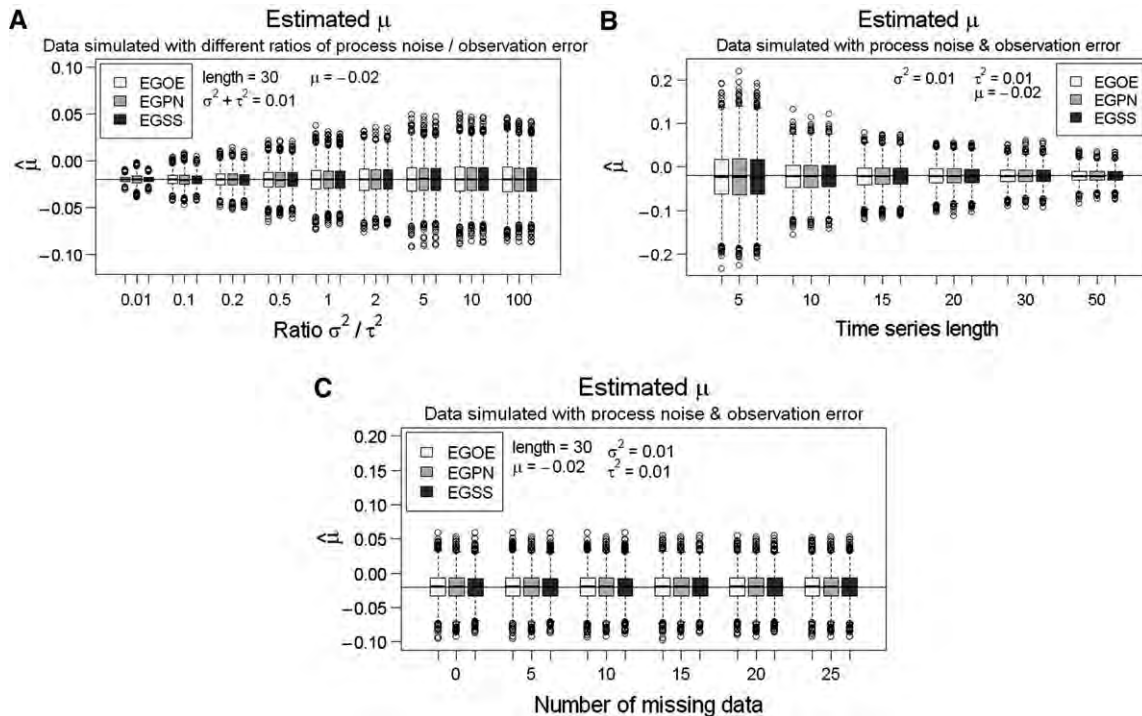 A
Estimated μ
Data simulated with different ratios of process noise / observation error
0.10
0.05
0.00
−0.05
−0.10
μ̂
EGOE
EGPN
EGSS
length = 30 μ = −0.02
σ² + τ² = 0.01
0.01 0.1 0.2 0.5 1 2 5 10 100
Ratio σ² / τ²
B
Estimated μ
Data simulated with process noise & observation error
0.2
0.1
0.0
−0.1
−0.2
μ̂
σ² = 0.01 τ² = 0.01
μ = −0.02
EGOE
EGPN
EGSS
5 10 15 20 30 50
Time series length
C
Estimated μ
Data simulated with process noise & observation error
0.20
0.15
0.10
0.05
0.00
−0.05
−0.10
μ̂
EGOE
EGPN
EGSS
length = 30 σ² = 0.01
μ = −0.02 τ² = 0.01
0 5 10 15 20 25
Number of missing data